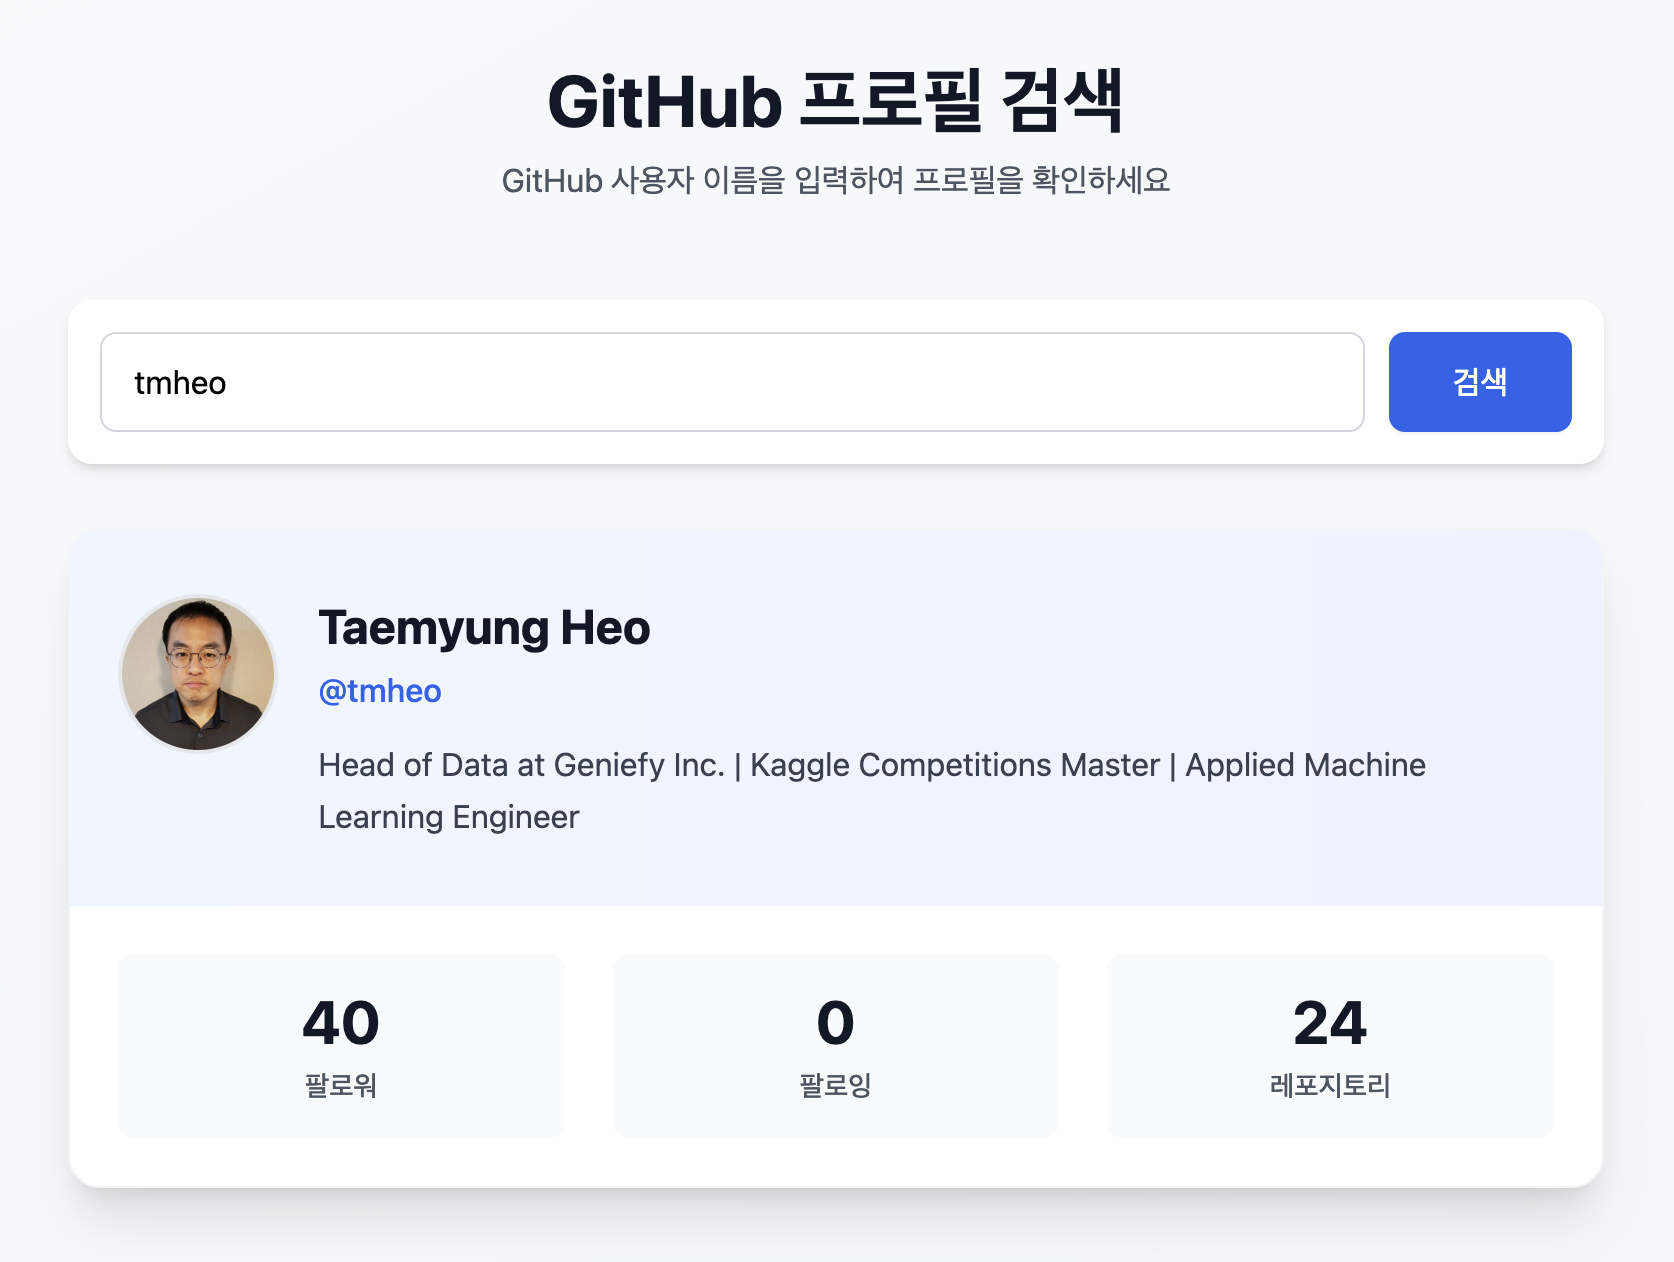 GitHub 프로필 검색
GitHub 사용자 이름을 입력하여 프로필을 확인하세요
tmheo
검색
Taemyung Heo
@tmheo
Head of Data at Geniefy Inc. | Kaggle Competitions Master | Applied Machine
Learning Engineer
40
팔로워
0
팔로잉
24
레포지토리